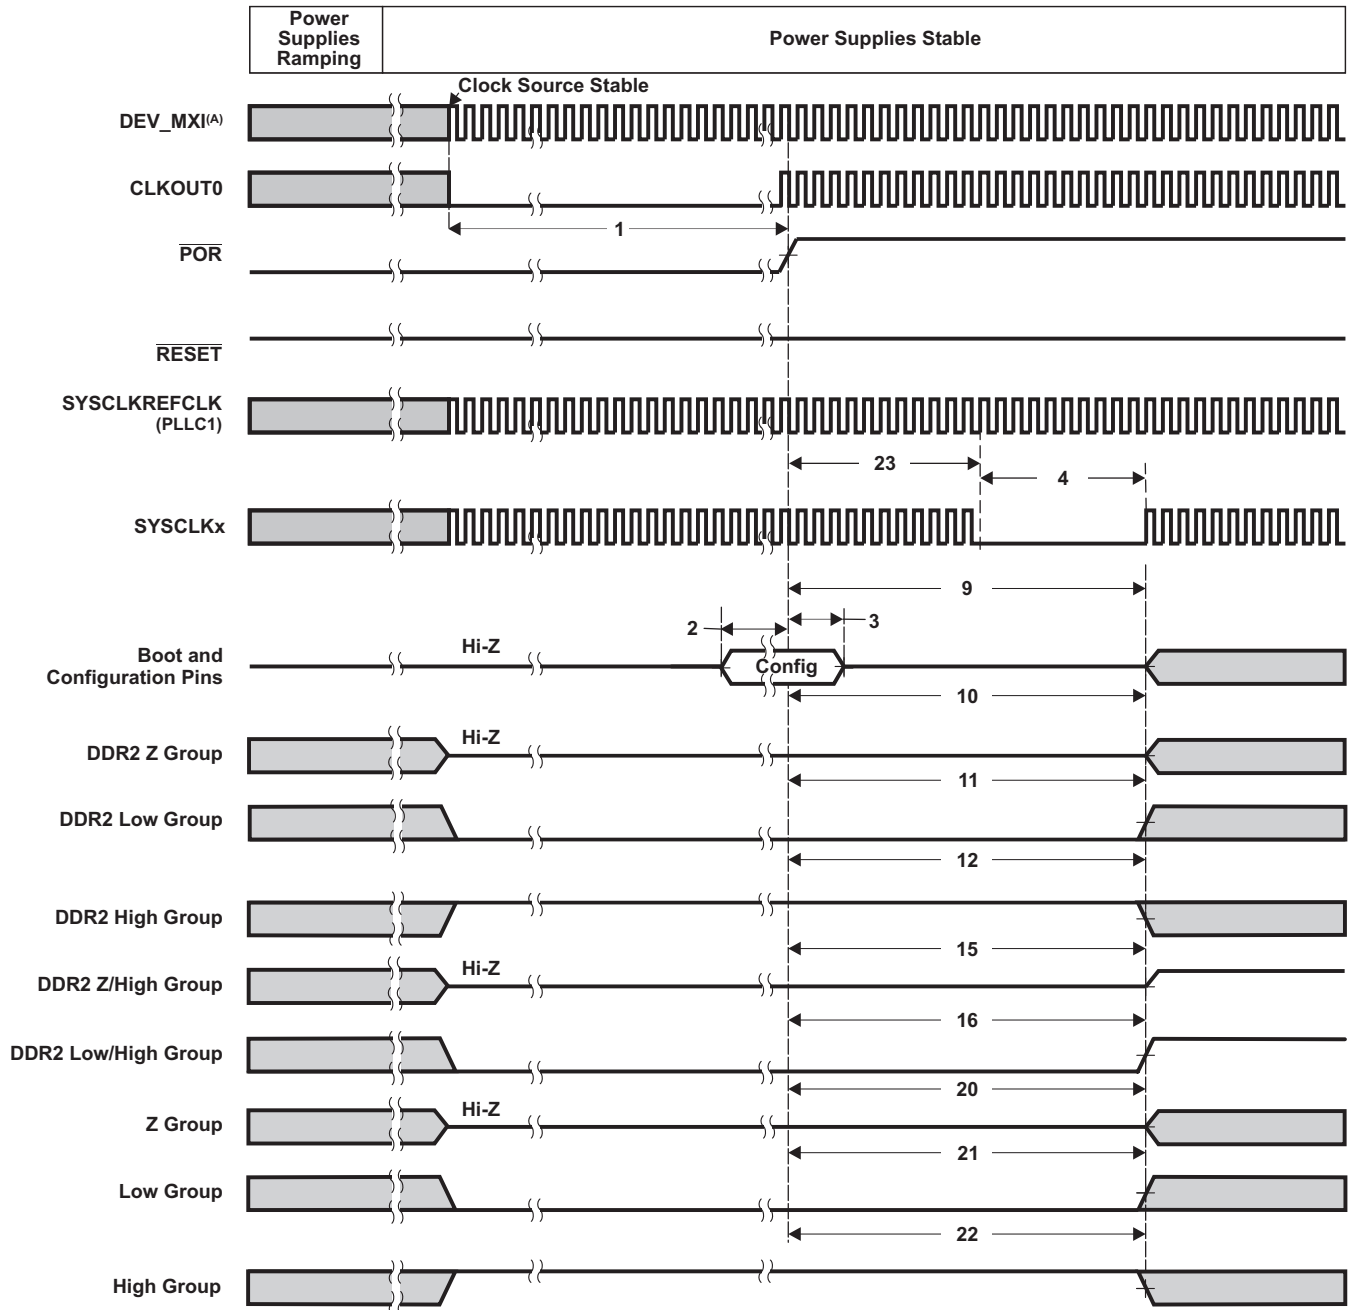 Power
Supplies
Ramping
Power Supplies Stable
Clock Source Stable
DEV_MXI(A)
CLKOUT0
1
POR
RESET
SYSCLKREFCLK
(PLLC1)
23
4
SYSCLKx
9
2
3
Hi-Z
Boot and
Configuration Pins
Config
10
Hi-Z
DDR2 Z Group
11
DDR2 Low Group
12
DDR2 High Group
15
Hi-Z
DDR2 Z/High Group
16
DDR2 Low/High Group
20
Hi-Z
Z Group
21
Low Group
22
High Group